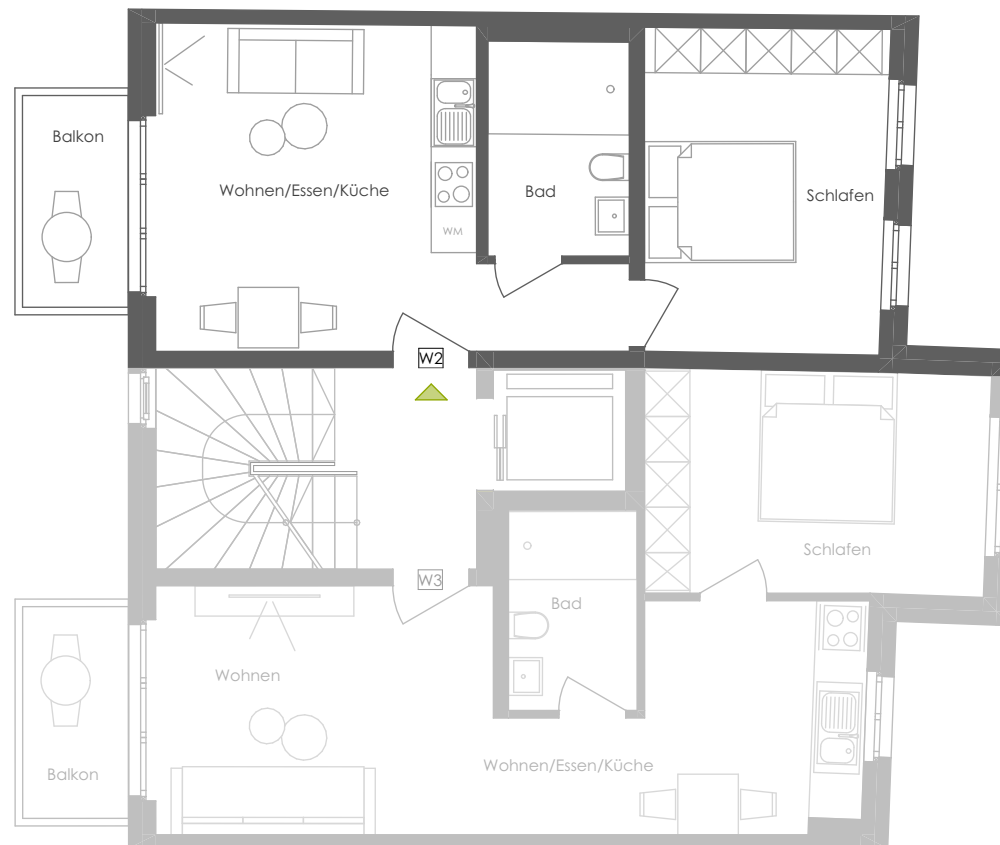 Balkon
Wohnen/Essen/Küche
WM
Bad
Schlafen
W2
W3
Schlafen
Bad
Wohnen
Balkon
Wohnen/Essen/Küche